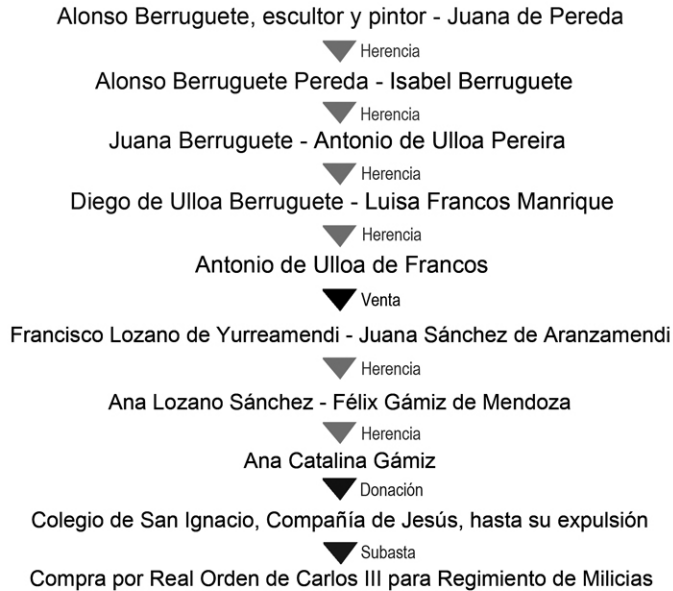 Alonso Berruguete, escultor y pintor - Juana de Pereda
Herencia
Alonso Berruguete Pereda - Isabel Berruguete
Herencia
Juana Berruguete - Antonio de Ulloa Pereira
Herencia
Diego de Ulloa Berruguete - Luisa Francos Manrique
Herencia
Antonio de Ulloa de Francos
Venta
Francisco Lozano de Yurreamendi - Juana Sánchez de Aranzamendi
Herencia
Ana Lozano Sánchez - Félix Gámiz de Mendoza
Herencia
Ana Catalina Gámiz
Donación
Colegio de San Ignacio, Compañía de Jesús, hasta su expulsión
Subasta
Compra por Real Orden de Carlos III para Regimiento de Milicias